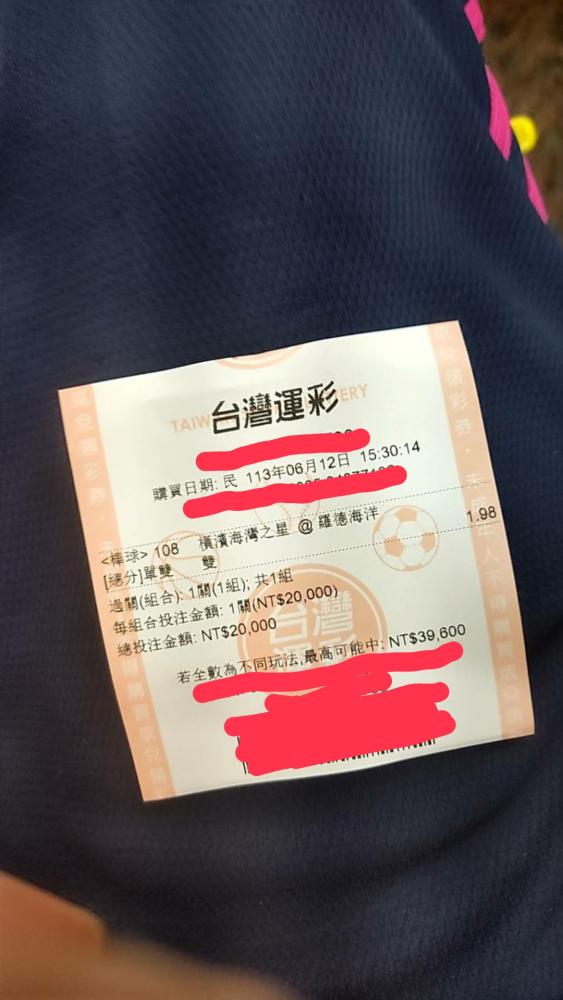 台灣運彩
購買日期: 民 113年06月12日 15:30:14
<棒球> 108 橫濱海灣之星 @ 羅德海洋 1.98
[總分]單雙 雙
過關(組合): 1關(1組); 共1組
每組合投注金額: 1關(NT$20,000)
總投注金額: NT$20,000
若全數為不同玩法,最高可能中: NT$39,600